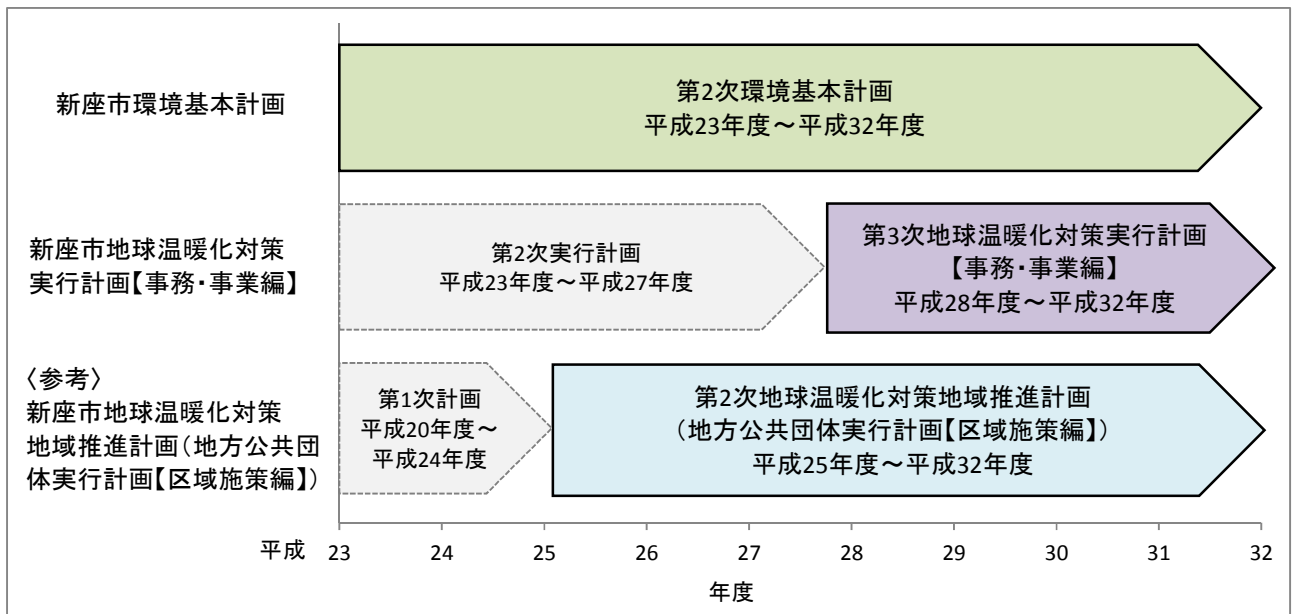 新座市環境基本計画
第2次環境基本計画
平成23年度～平成32年度
新座市地球温暖化対策
実行計画【事務・事業編】
第2次実行計画
平成23年度～平成27年度
第3次地球温暖化対策実行計画
【事務・事業編】
平成28年度～平成32年度
〈参考〉
新座市地球温暖化対策
地域推進計画（地方公共団
体実行計画【区域施策編】）
第1次計画
平成20年度～
平成24年度
第2次地球温暖化対策地域推進計画
（地方公共団体実行計画【区域施策編】）
平成25年度～平成32年度
平成 23 24 25 26 27 28 29 30 31 32
年度